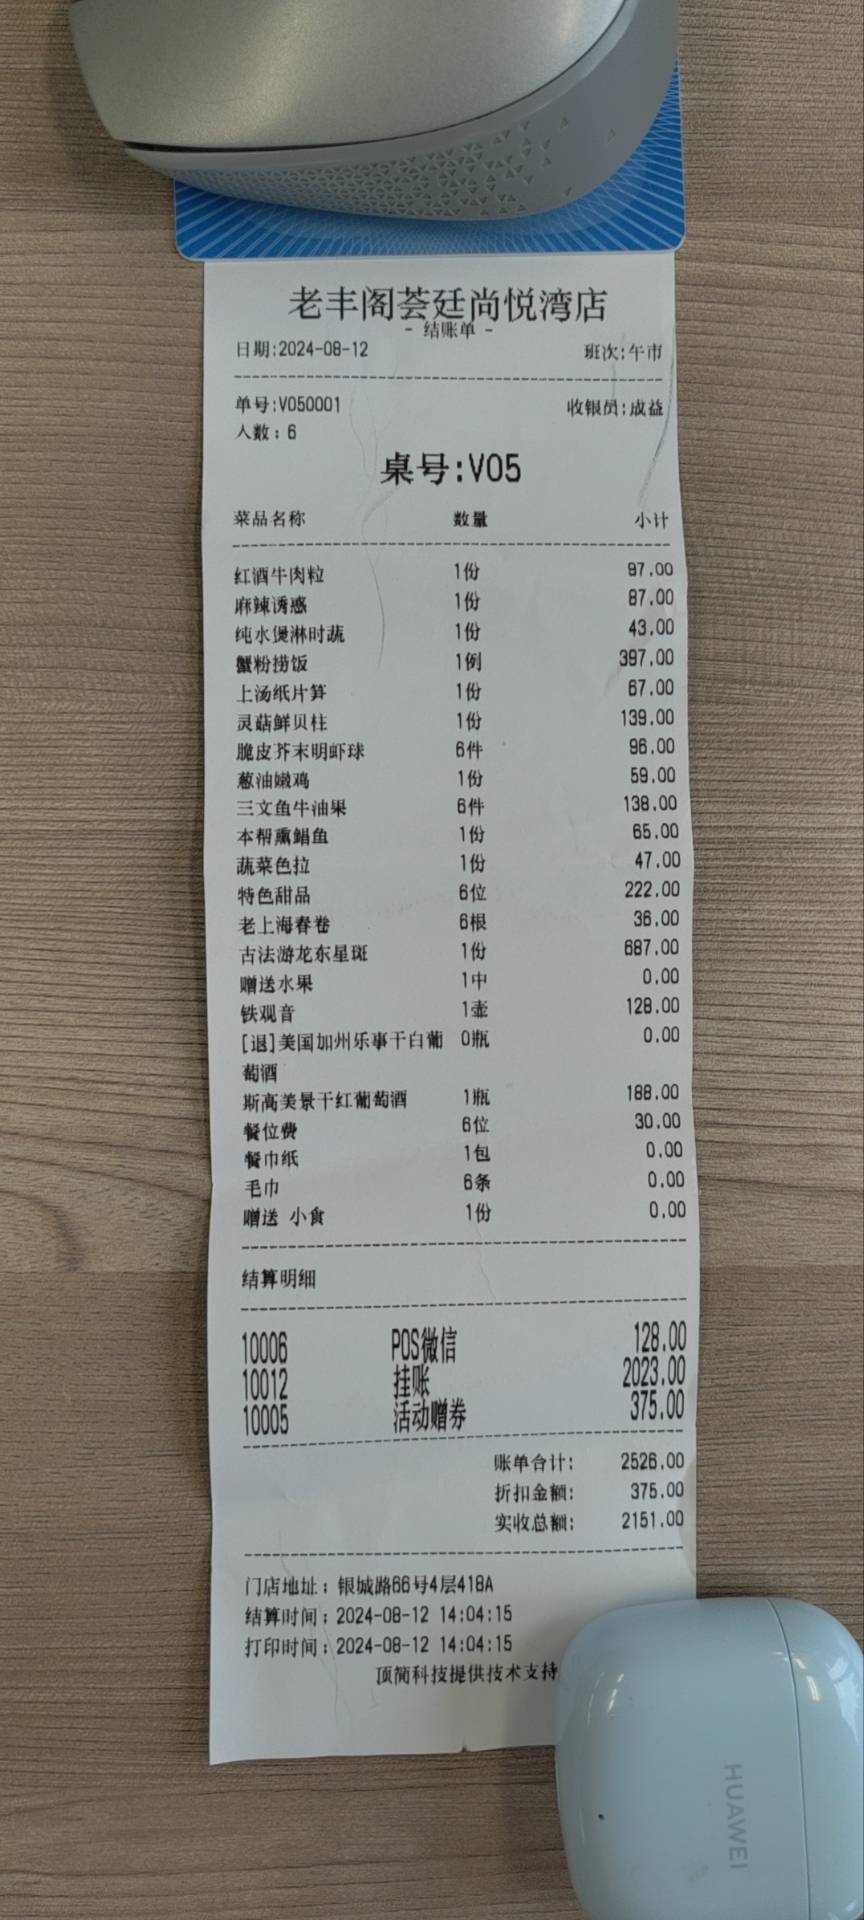 老丰阁荟廷尚悦湾店
- 结账单 -
日期:2024-08-12 班次:午市
单号:V050001 收银员:成益
人数：6
桌号:V05
菜品名称 数量 小计
红酒牛肉粒 1份 97.00
麻辣诱惑 1份 87.00
纯水煲淋时蔬 1份 43.00
蟹粉捞饭 1例 397.00
上汤纸片笋 1份 67.00
灵菇鲜贝柱 1份 139.00
脆皮芥末明虾球 6件 96.00
葱油嫩鸡 1份 59.00
三文鱼牛油果 6件 138.00
本帮熏鲳鱼 1份 65.00
蔬菜色拉 1份 47.00
特色甜品 6位 222.00
老上海春卷 6根 36.00
古法游龙东星斑 1份 687.00
赠送水果 1中 0.00
铁观音 1壶 128.00
[退]美国加州乐事干白葡 0瓶 0.00
萄酒
斯高美景干红葡萄酒 1瓶 188.00
餐位费 6位 30.00
餐巾纸 1包 0.00
毛巾 6条 0.00
赠送 小食 1份 0.00
结算明细
10006 POS微信 128.00
10012 挂账 2023.00
10005 活动赠券 375.00
账单合计: 2526.00
折扣金额: 375.00
实收总额: 2151.00
门店地址：银城路66号4层418A
结算时间：2024-08-12 14:04:15
打印时间：2024-08-12 14:04:15
顶简科技提供技术支持
HUAWEI